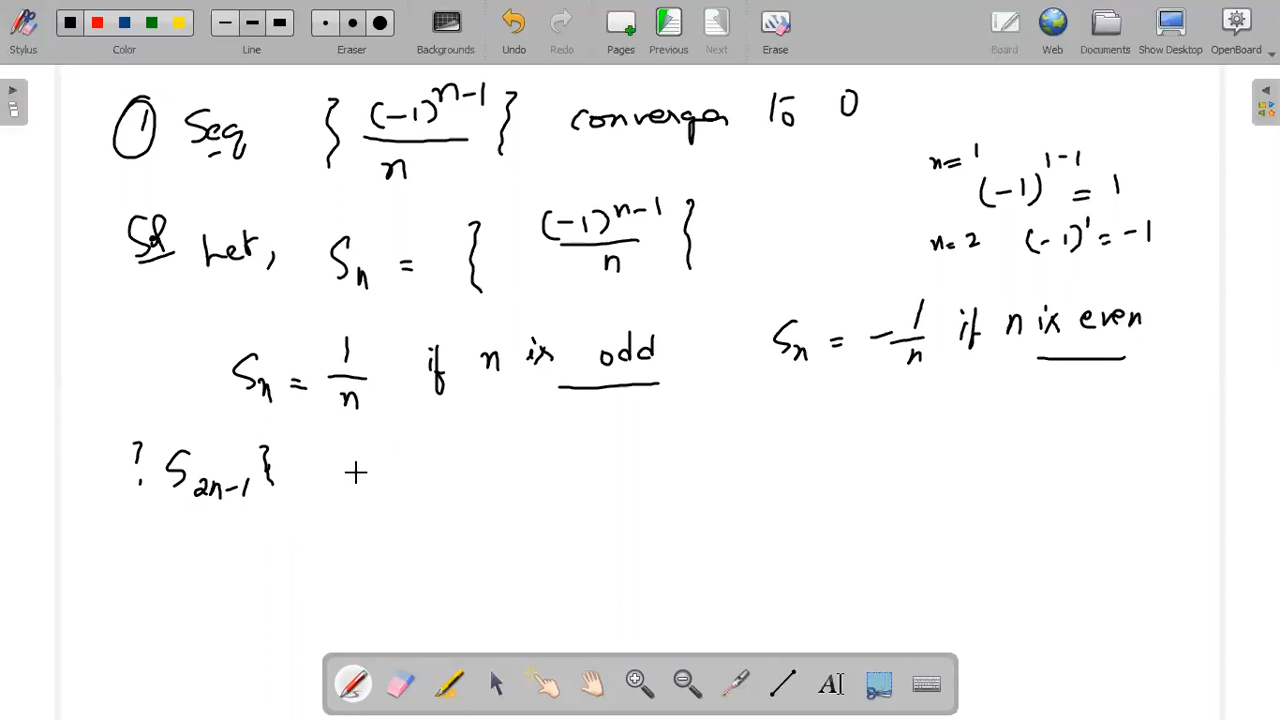 Stylus Color Line Eraser Backgrounds Undo Redo Pages Previous Next Erase Board Web Documents Show Desktop OpenBoard
① Seq { (-1)^{n-1} / n } converges to 0
n=1 (-1)^{1-1} = 1
n=2 (-1)^1 = -1
Sol Let, S_n = { (-1)^{n-1} / n }
S_n = 1/n if n is odd
S_n = -1/n if n is even
{ S_{2n-1} }
AI